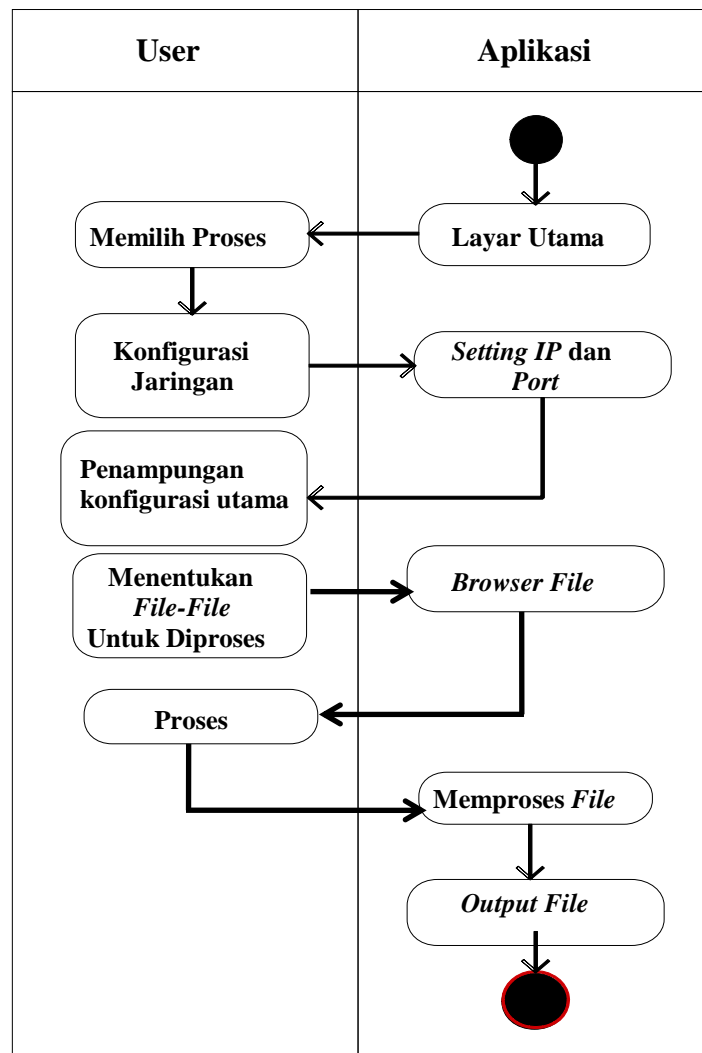 User
Aplikasi
Layar Utama
Memilih Proses
Konfigurasi
Jaringan
Setting IP dan
Port
Penampungan
konfigurasi utama
Menentukan
File-File
Untuk Diproses
Browser File
Proses
Memproses File
Output File